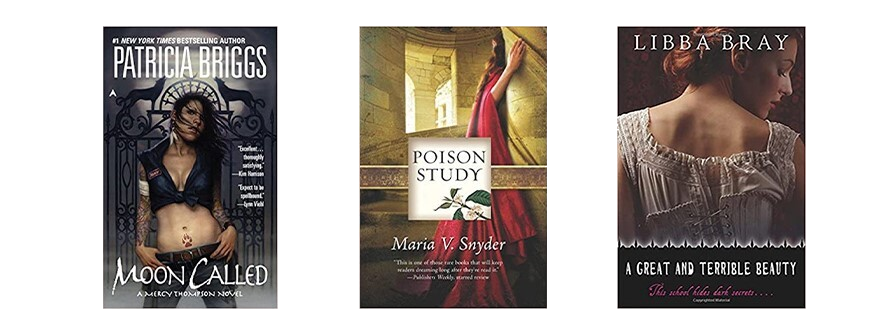 #1 NEW YORK TIMES BESTSELLING AUTHOR
PATRICIA BRIGGS
"Excellent...
thoroughly
satisfying."
—Kim Harrison
"Expect to be
spellbound."
—Lynn Viehl
MOON CALLED
A MERCY THOMPSON NOVEL
POISON
STUDY
Maria V. Snyder
"This is one of those rare books that will keep
readers dreaming long after they've read it."
—Publishers Weekly, starred review
LIBBA BRAY
A GREAT AND TERRIBLE BEAUTY
This school hides dark secrets....
Copyrighted Material